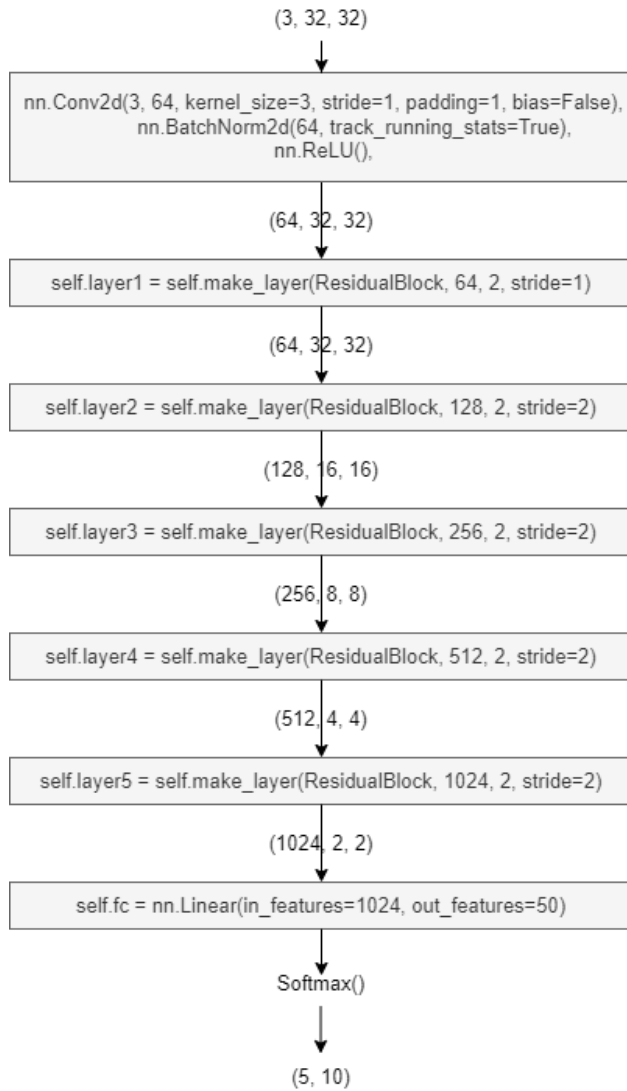 (3, 32, 32)
nn.Conv2d(3, 64, kernel_size=3, stride=1, padding=1, bias=False),
nn.BatchNorm2d(64, track_running_stats=True),
nn.ReLU(),
(64, 32, 32)
self.layer1 = self.make_layer(ResidualBlock, 64, 2, stride=1)
(64, 32, 32)
self.layer2 = self.make_layer(ResidualBlock, 128, 2, stride=2)
(128, 16, 16)
self.layer3 = self.make_layer(ResidualBlock, 256, 2, stride=2)
(256, 8, 8)
self.layer4 = self.make_layer(ResidualBlock, 512, 2, stride=2)
(512, 4, 4)
self.layer5 = self.make_layer(ResidualBlock, 1024, 2, stride=2)
(1024, 2, 2)
self.fc = nn.Linear(in_features=1024, out_features=50)
Softmax()
(5, 10)